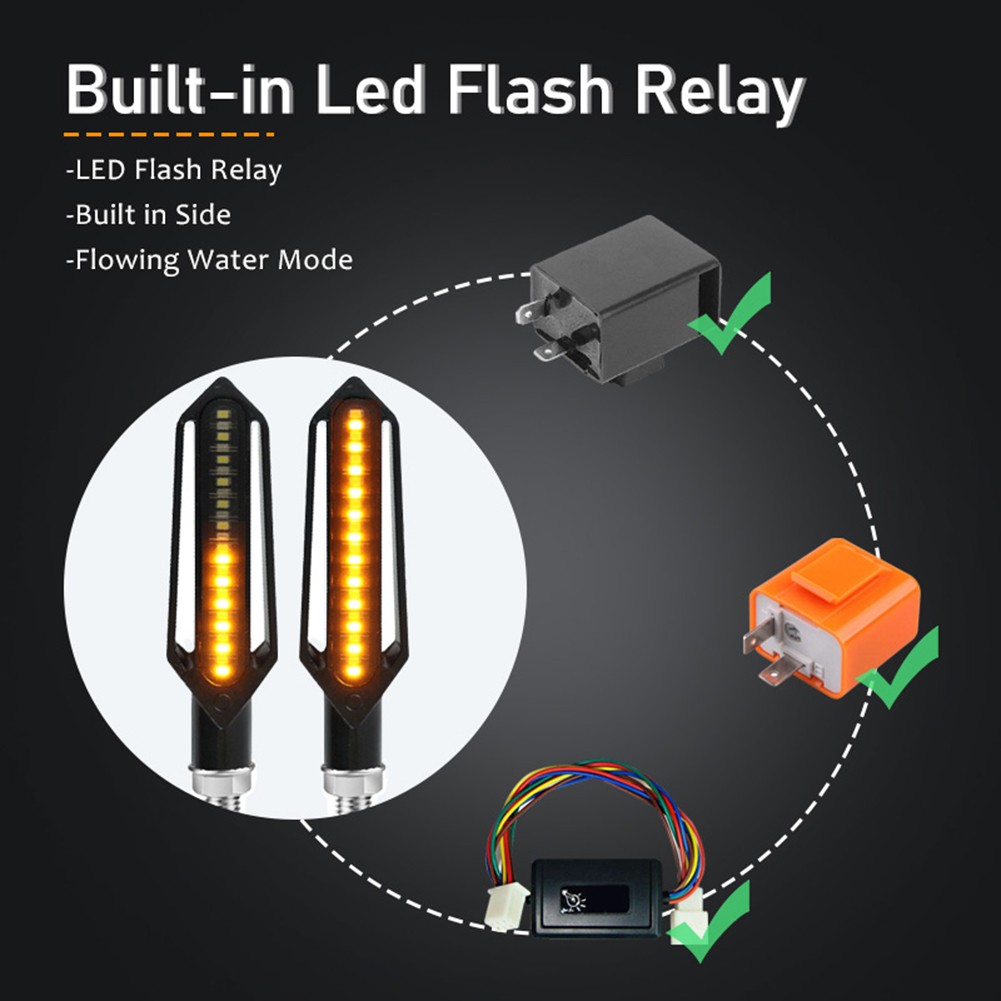 Built-in Led Flash Relay
-LED Flash Relay
-Built in Side
-Flowing Water Mode